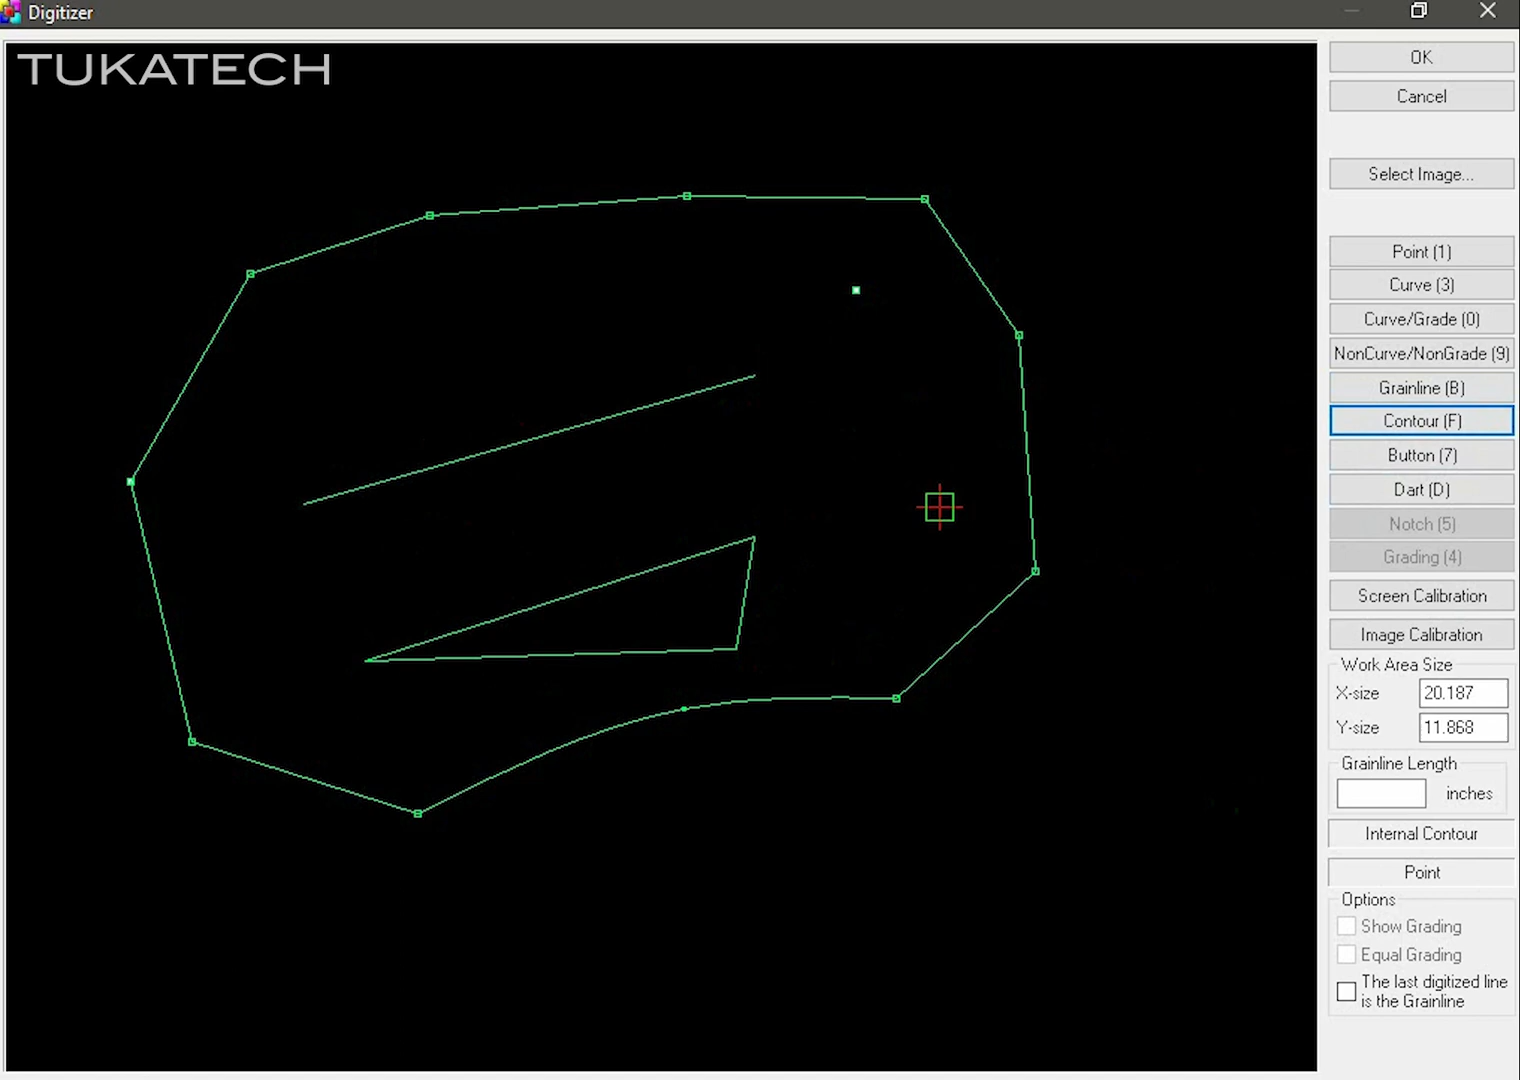 Digitizer
TUKATECH
OK
Cancel
Select Image...
Point (1)
Curve (3)
Curve/Grade (0)
NonCurve/NonGrade (9)
Grainline (B)
Contour (F)
Button (7)
Dart (D)
Notch (5)
Grading (4)
Screen Calibration
Image Calibration
Work Area Size
X-size 20.187
Y-size 11.868
Grainline Length
inches
Internal Contour
Point
Options
Show Grading
Equal Grading
The last digitized line
is the Grainline